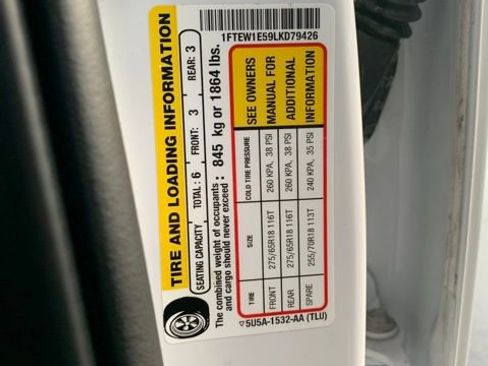 TIRE AND LOADING INFORMATION
SEATING CAPACITY TOTAL : 6 FRONT: 3 REAR: 3
The combined weight of occupants
and cargo should never exceed : 845 kg or 1864 lbs.
TIRE SIZE COLD TIRE PRESSURE
FRONT 275/65R18 116T 260 KPA, 38 PSI
REAR 275/65R18 116T 260 KPA, 38 PSI
SPARE 255/70R18 113T 240 KPA, 35 PSI
SEE OWNERS
MANUAL FOR
ADDITIONAL
INFORMATION
5U5A-1532-AA (TLU)
1FTEW1E59LKD79426